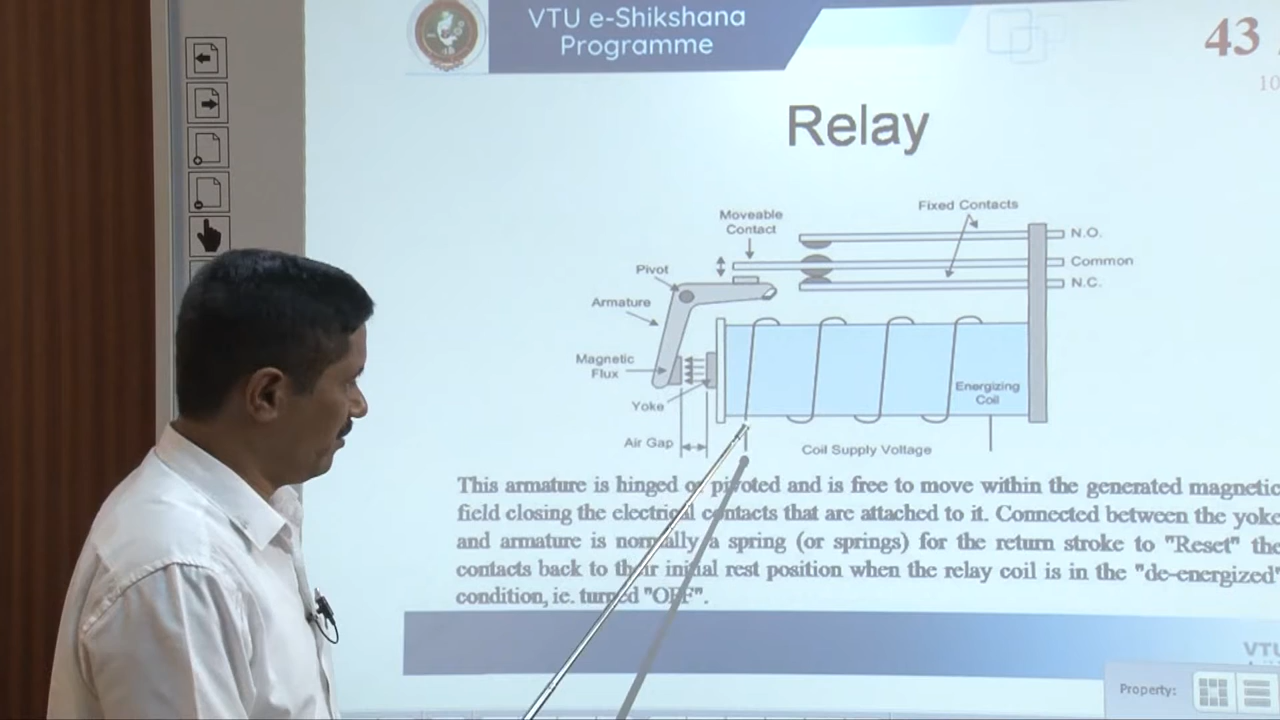 VTU e-Shikshana
Programme
43
10
Relay
Fixed Contacts
Moveable
Contact
N.O.
Common
N.C.
Pivot
Armature
Magnetic
Flux
Yoke
Energizing
Coil
Air Gap
Coil Supply Voltage
This armature is hinged or pivoted and is free to move within the generated magnetic
field closing the electrical contacts that are attached to it. Connected between the yoke
and armature is normally a spring (or springs) for the return stroke to "Reset" the
contacts back to their initial rest position when the relay coil is in the "de-energized"
condition, ie. turned "OFF".
VTU
Property: